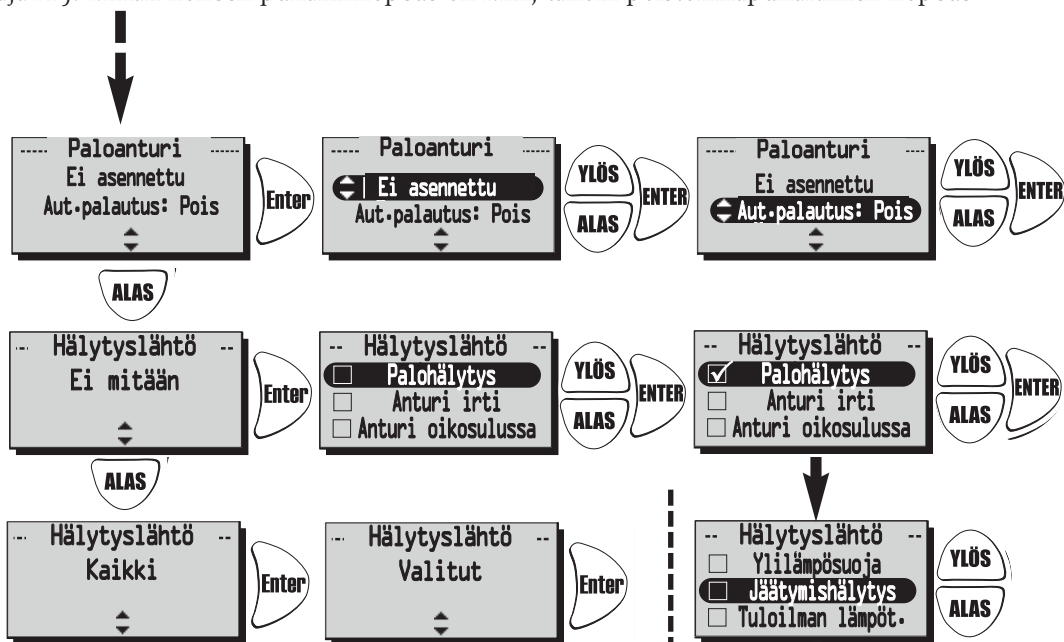 Paloanturi
Ei asennettu
Aut.palautus: Pois
Enter
Paloanturi
Ei asennettu
Aut.palautus: Pois
YLÖS
ALAS
ENTER
Paloanturi
Ei asennettu
Aut.palautus: Pois
YLÖS
ALAS
ENTER
ALAS
Hälytyslähtö
Ei mitään
Enter
Hälytyslähtö
Palohälytys
Anturi irti
Anturi oikosulussa
YLÖS
ALAS
ENTER
Hälytyslähtö
Palohälytys
Anturi irti
Anturi oikosulussa
YLÖS
ALAS
ENTER
ALAS
Hälytyslähtö
Kaikki
Enter
Hälytyslähtö
Valitut
Enter
Hälytyslähtö
Ylilämpösuoja
Jäätymishälytys
Tuloilman lämpöt.
YLÖS
ALAS